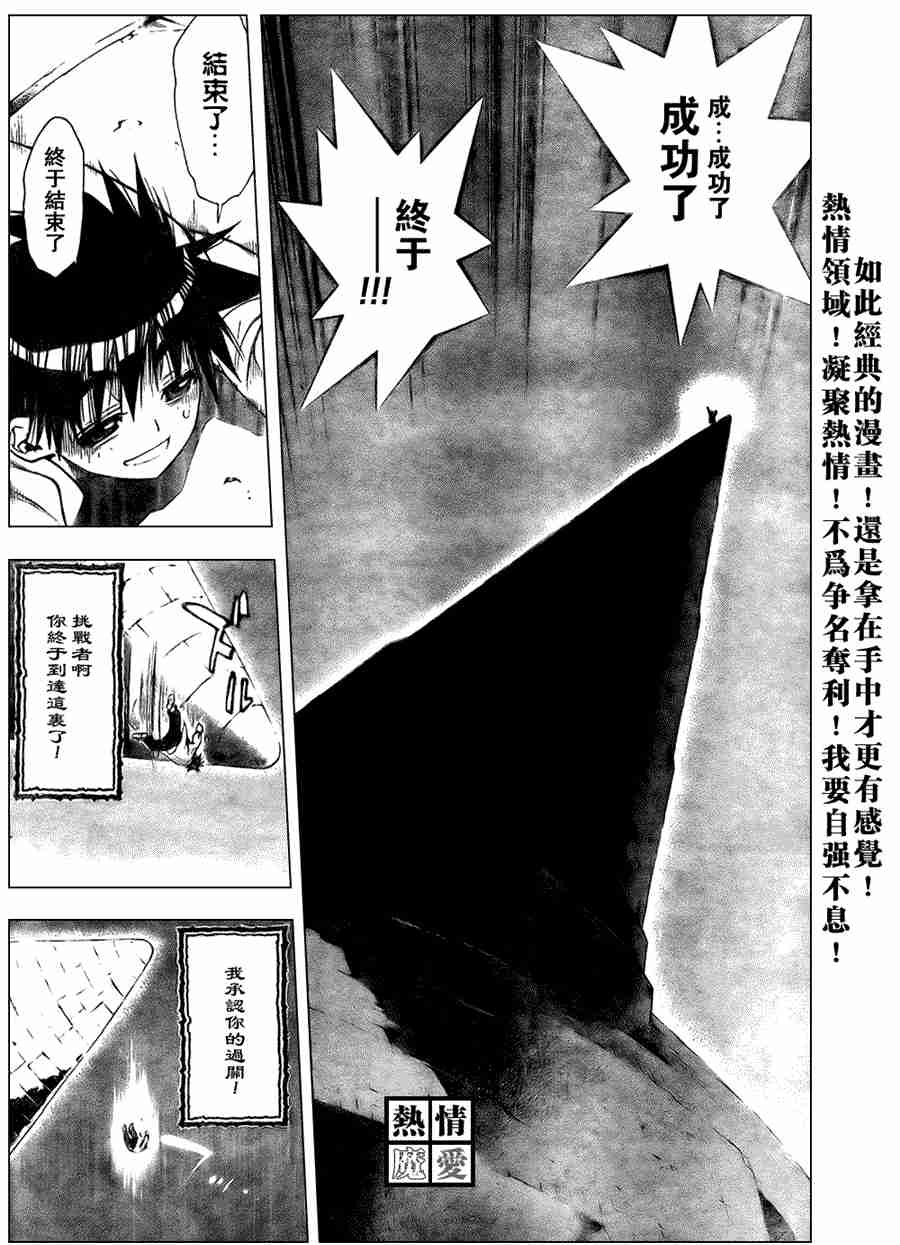 如此經典的漫畫！還是拿在手中才更有感覺！
熱情領域！凝聚熱情！不爲争名奪利！我要自强不息！
成…成功了
成功了
終于
——!!!
結束了…
終于結束了
挑戰者啊
你終于到達這裏了！
ドサ
我承認你的過關！
熱情
魔愛